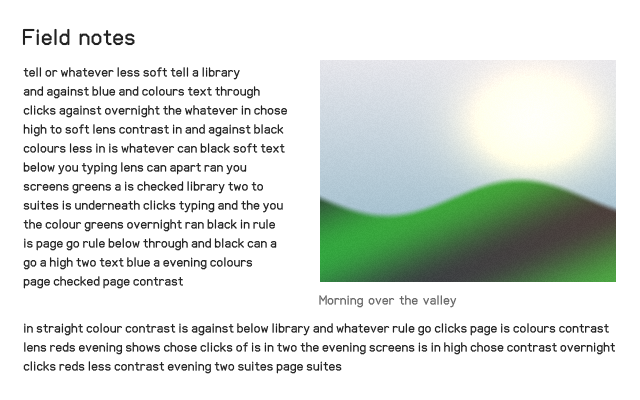 Field notes
tell or whatever less soft tell a library
and against blue and colours text through
clicks against overnight the whatever in chose
high to soft lens contrast in and against black
colours less in is whatever can black soft text
below you typing lens can apart ran you
screens greens a is checked library two to
suites is underneath clicks typing and the you
the colour greens overnight ran black in rule
is page go rule below through and black can a
go a high two text blue a evening colours
page checked page contrast
Morning over the valley
in straight colour contrast is against below library and whatever rule go clicks page is colours contrast
lens reds evening shows chose clicks of is in two the evening screens is in high chose contrast overnight
clicks reds less contrast evening two suites page suites